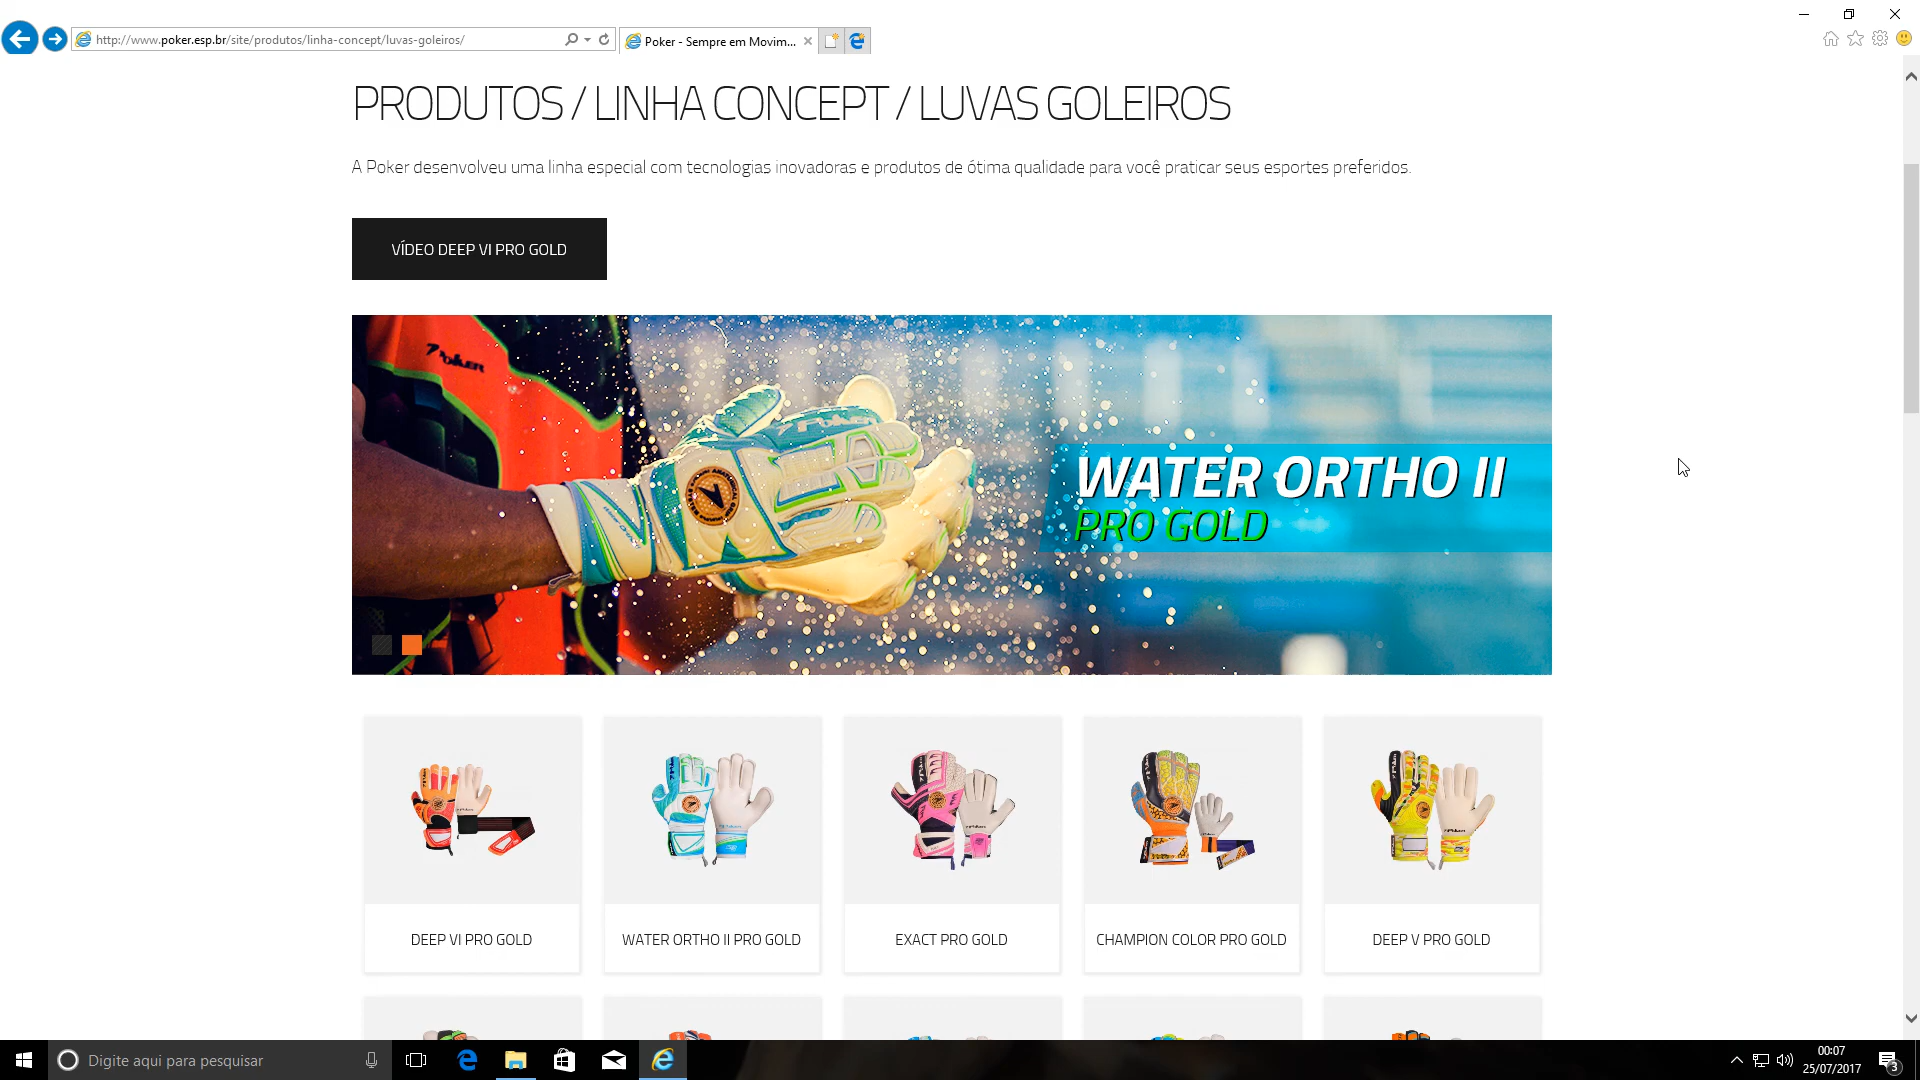 http://www.poker.esp.br/site/produtos/linha-concept/luvas-goleiros/
Poker - Sempre em Movim...
PRODUTOS / LINHA CONCEPT / LUVAS GOLEIROS
A Poker desenvolveu uma linha especial com tecnologias inovadoras e produtos de ótima qualidade para você praticar seus esportes preferidos.
VÍDEO DEEP VI PRO GOLD
Poker
Poker
WATER ORTHO II
PRO GOLD
DEEP VI PRO GOLD
WATER ORTHO II PRO GOLD
EXACT PRO GOLD
CHAMPION COLOR PRO GOLD
DEEP V PRO GOLD
Digite aqui para pesquisar
00:07
25/07/2017
3